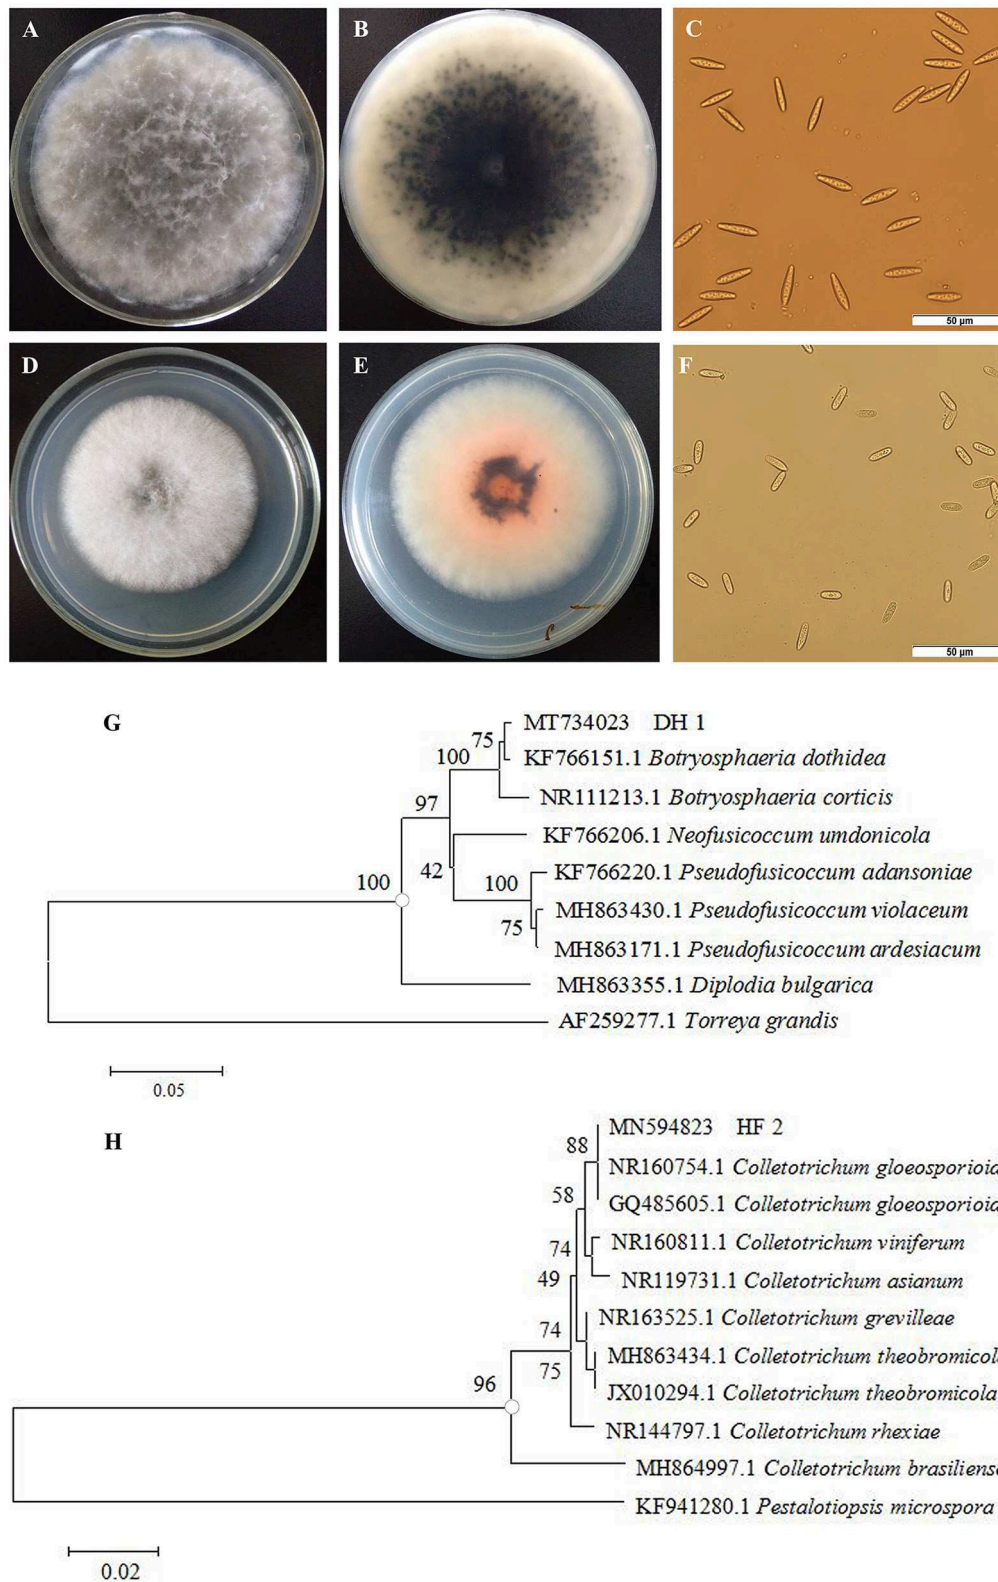 A
B
C
50 µm
D
E
F
50 µm
G
MT734023 DH 1
75
KF766151.1 Botryosphaeria dothidea
100
NR111213.1 Botryosphaeria corticis
97
KF766206.1 Neofusicoccum umdonicola
42
KF766220.1 Pseudofusicoccum adansoniae
100
MH863430.1 Pseudofusicoccum violaceum
75
MH863171.1 Pseudofusicoccum ardesiacum
100
MH863355.1 Diplodia bulgarica
AF259277.1 Torreya grandis
0.05
H
MN594823 HF 2
88
NR160754.1 Colletotrichum gloeosporioid
58
GQ485605.1 Colletotrichum gloeosporioid
74
NR160811.1 Colletotrichum viniferum
49
NR119731.1 Colletotrichum asianum
NR163525.1 Colletotrichum grevilleae
74
MH863434.1 Colletotrichum theobromicola
75
JX010294.1 Colletotrichum theobromicola
96
NR144797.1 Colletotrichum rhexiae
MH864997.1 Colletotrichum brasiliens
KF941280.1 Pestalotiopsis microspora
0.02